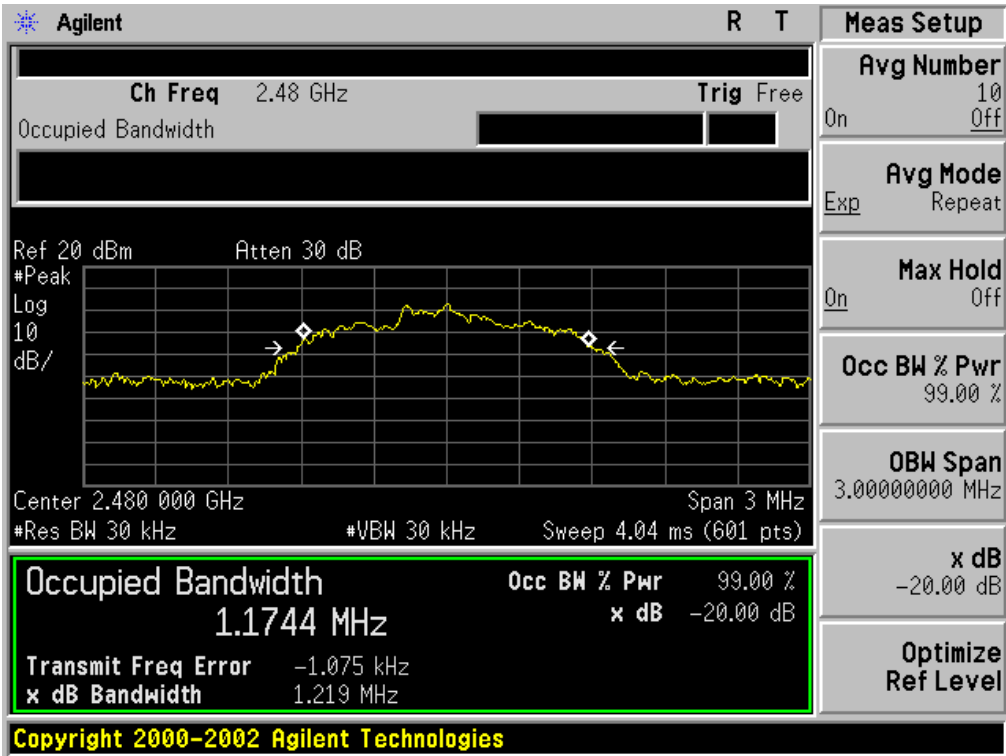 Agilent R T
Meas Setup
Ch Freq 2.48 GHz Trig Free
Occupied Bandwidth
Ref 20 dBm Atten 30 dB
#Peak
Log
10
dB/
Center 2.480 000 GHz Span 3 MHz
#Res BW 30 kHz #VBW 30 kHz Sweep 4.04 ms (601 pts)
Occupied Bandwidth Occ BW % Pwr 99.00 %
1.1744 MHz x dB -20.00 dB
Transmit Freq Error -1.075 kHz
x dB Bandwidth 1.219 MHz
Copyright 2000-2002 Agilent Technologies
Avg Number
10
On Off
Avg Mode
Exp Repeat
Max Hold
On Off
Occ BW % Pwr
99.00 %
OBW Span
3.00000000 MHz
x dB
-20.00 dB
Optimize
Ref Level